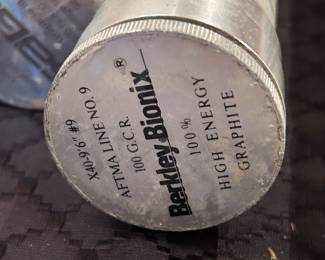 X40-9'6" #9
AFTMA LINE NO. 9
100 G.C.R.
Berkley Bionix®
100%
HIGH ENERGY
GRAPHITE